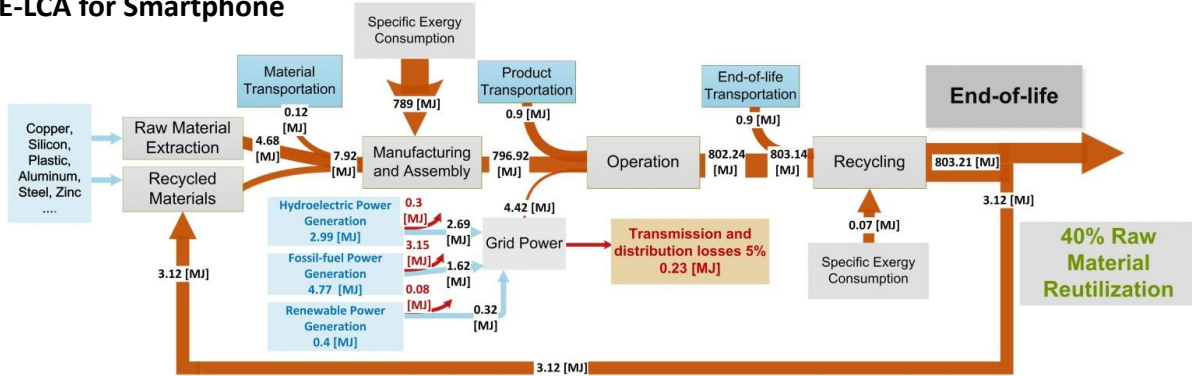 E-LCA for Smartphone
Specific Exergy
Consumption
Material
Transportation
Product
Transportation
End-of-life
Transportation
End-of-life
0.12
[MJ]
789 [MJ]
0.9 [MJ]
0.9 [MJ]
Copper,
Silicon,
Plastic,
Aluminum,
Steel, Zinc
....
Raw Material
Extraction
4.68
[MJ]
Recycled
Materials
7.92
[MJ]
Manufacturing
and Assembly
796.92
[MJ]
Operation
802.24
[MJ]
803.14
[MJ]
Recycling
803.21 [MJ]
3.12 [MJ]
Hydroelectric Power
Generation
2.99 [MJ]
0.3
[MJ]
2.69
[MJ]
4.42 [MJ]
Fossil-fuel Power
Generation
4.77 [MJ]
3.15
[MJ]
1.62
[MJ]
Grid Power
Transmission and
distribution losses 5%
0.23 [MJ]
Renewable Power
Generation
0.4 [MJ]
0.08
[MJ]
0.32
[MJ]
0.07 [MJ]
Specific Exergy
Consumption
40% Raw
Material
Reutilization
3.12 [MJ]
3.12 [MJ]